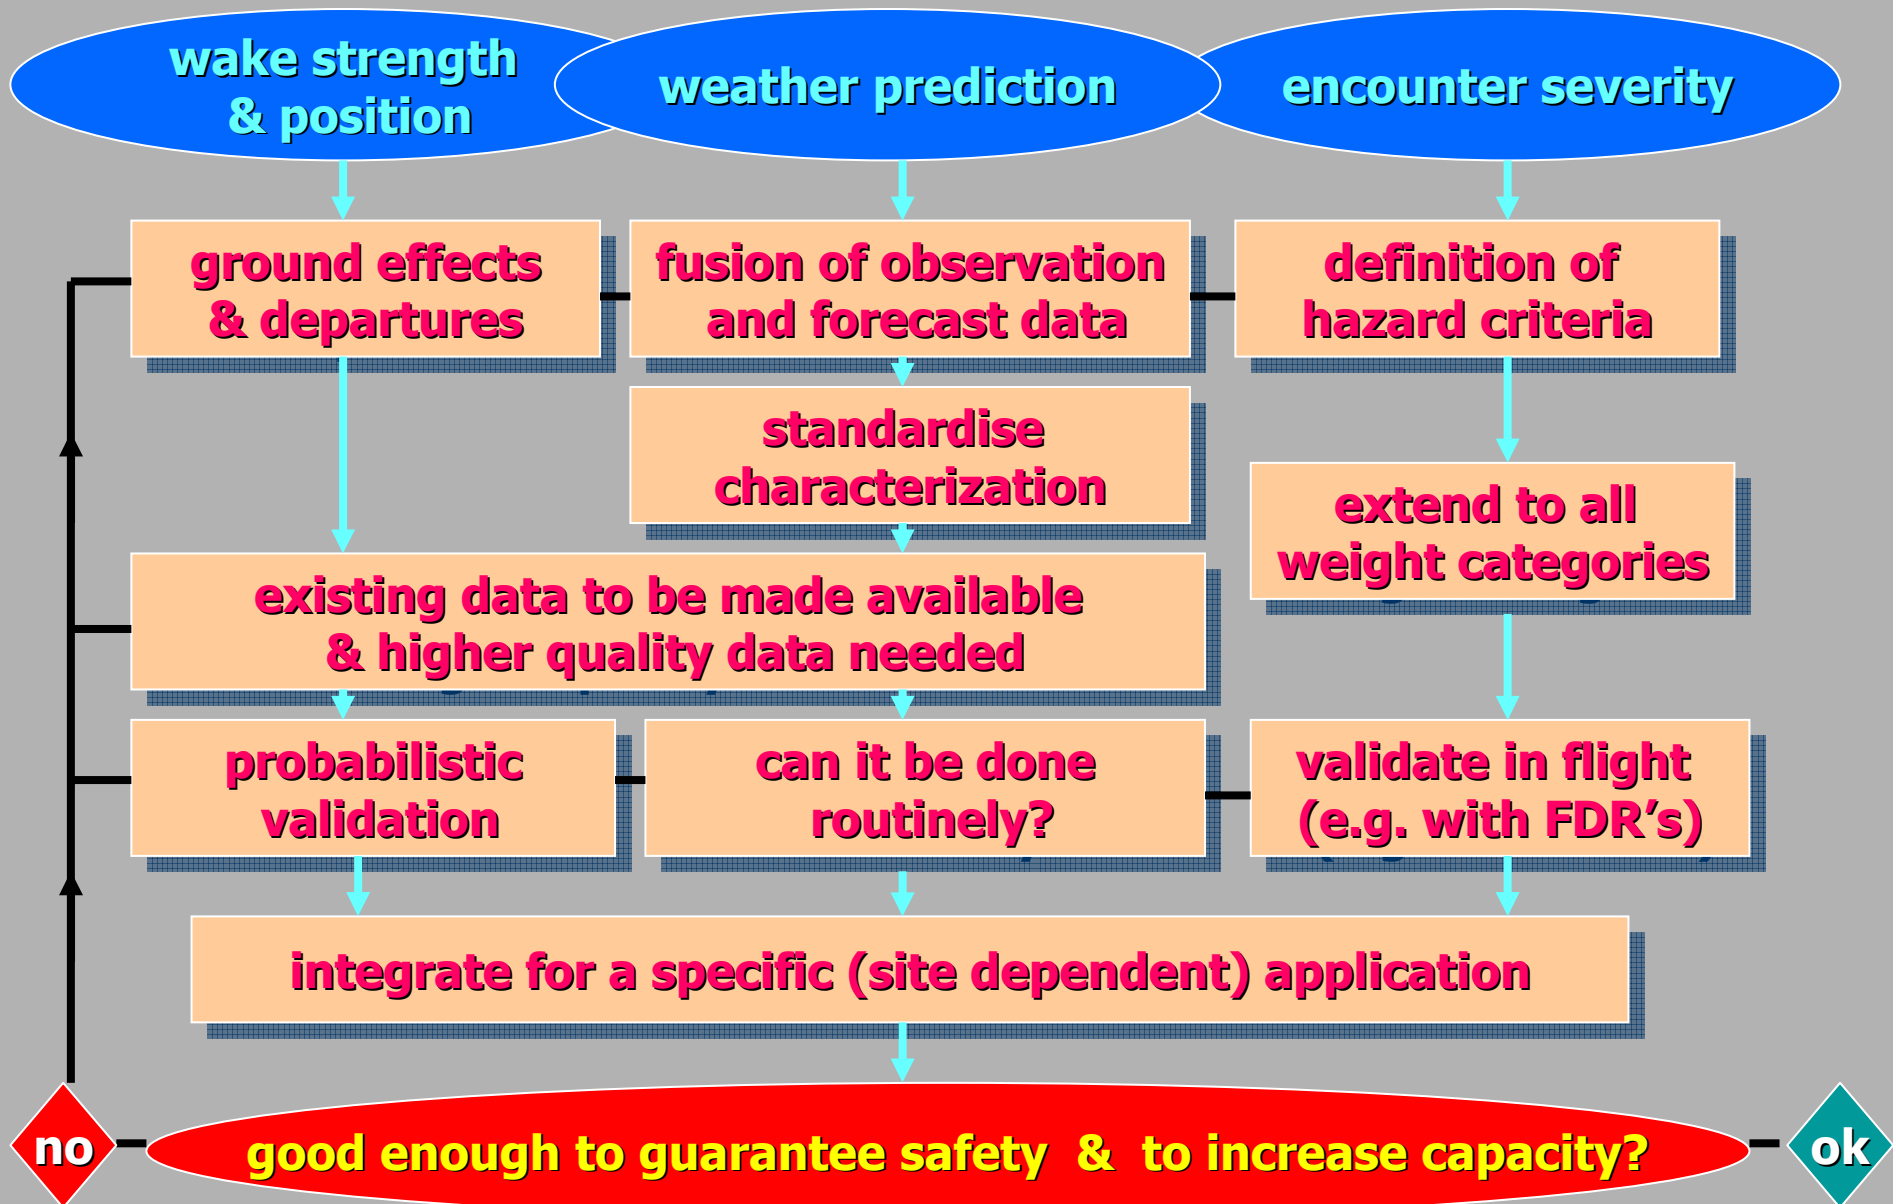 wake strength
& position
weather prediction
encounter severity
ground effects
& departures
fusion of observation
and forecast data
definition of
hazard criteria
standardise
characterization
extend to all
weight categories
existing data to be made available
& higher quality data needed
probabilistic
validation
can it be done
routinely?
validate in flight
(e.g. with FDR’s)
integrate for a specific (site dependent) application
no
good enough to guarantee safety & to increase capacity?
ok